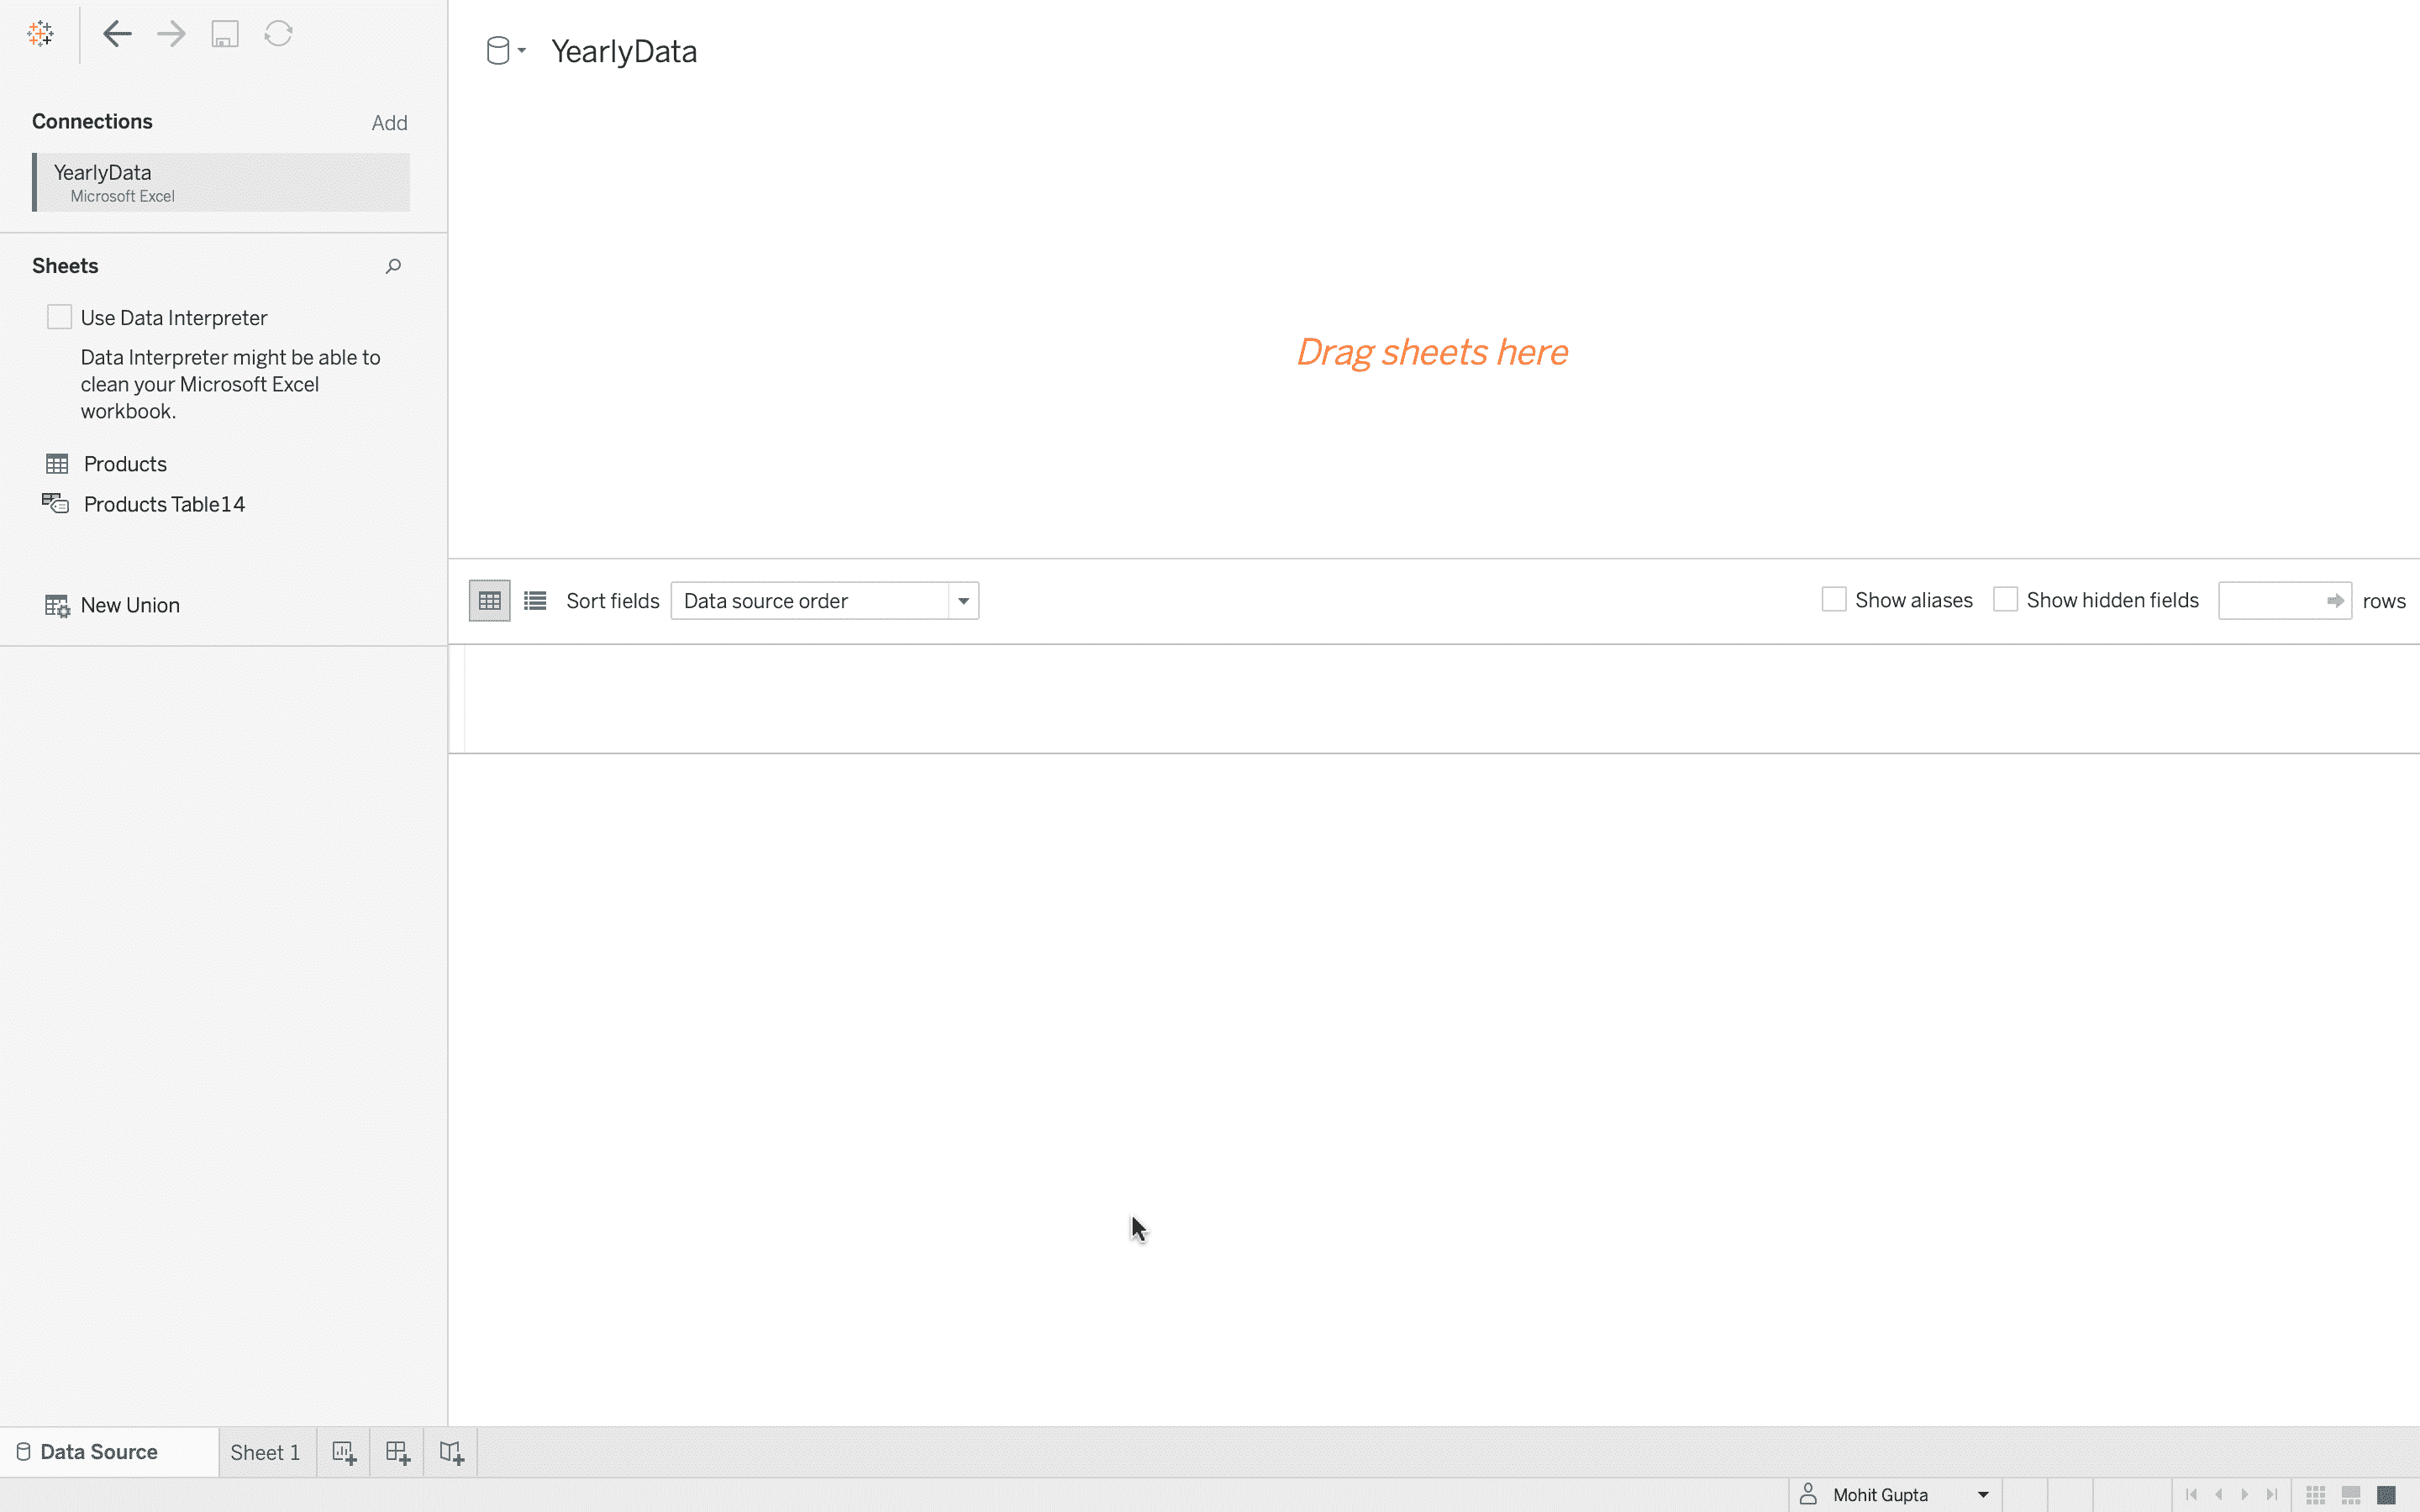 YearlyData
Connections
Add
YearlyData
Microsoft Excel
Sheets
Use Data Interpreter
Data Interpreter might be able to
clean your Microsoft Excel
workbook.
Products
Products Table14
New Union
Drag sheets here
Sort fields
Data source order
Show aliases
Show hidden fields
rows
Data Source
Sheet 1
Mohit Gupta